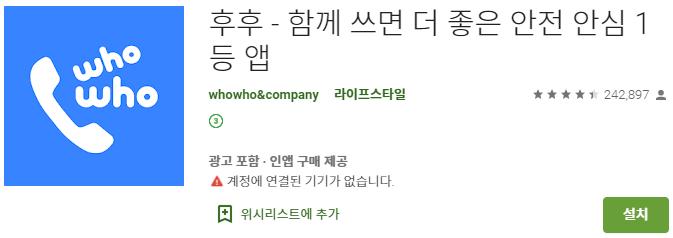 who
who
후후 - 함께 쓰면 더 좋은 안전 안심 1
등 앱
whowho&company 라이프스타일 242,897
3
광고 포함 · 인앱 구매 제공
계정에 연결된 기기가 없습니다.
위시리스트에 추가
설치